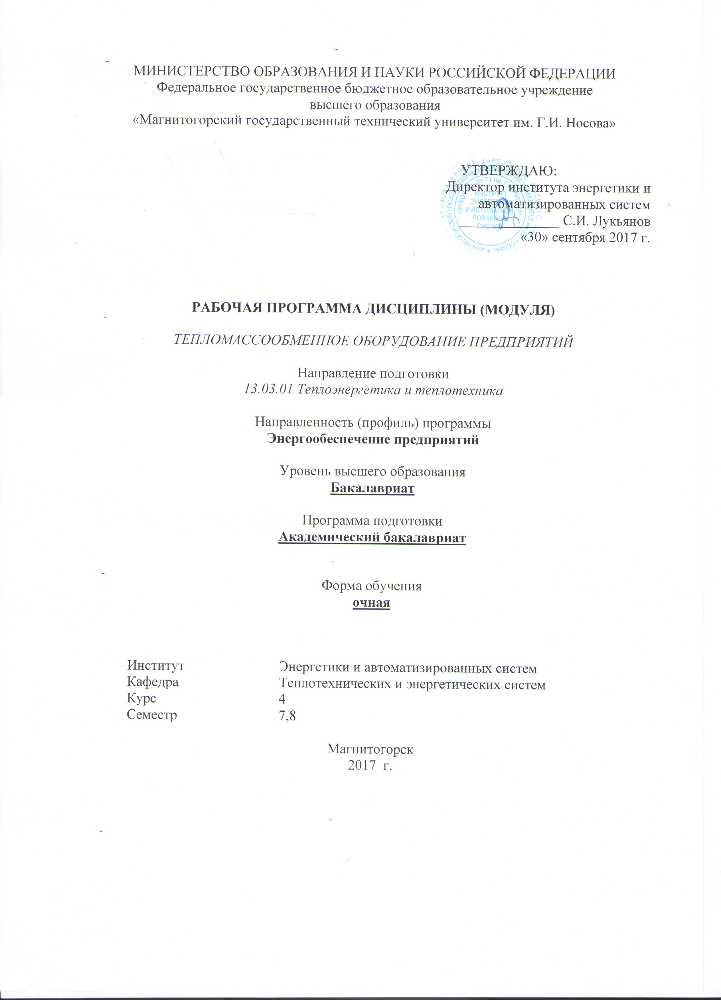 МИНИСТЕРСТВО ОБРАЗОВАНИЯ И НАУКИ РОССИЙСКОЙ ФЕДЕРАЦИИ
Федеральное государственное бюджетное образовательное учреждение
высшего образования
«Магнитогорский государственный технический университет им. Г.И. Носова»
УТВЕРЖДАЮ:
Директор института энергетики и
автоматизированных систем
______________ С.И. Лукьянов
«30» сентября 2017 г.
ИНСТИТУТ
ЭНЕРГЕТИКИ
И АВТОМАТИЗИ-
РОВАННЫХ
СИСТЕМ
РАБОЧАЯ ПРОГРАММА ДИСЦИПЛИНЫ (МОДУЛЯ)
ТЕПЛОМАССООБМЕННОЕ ОБОРУДОВАНИЕ ПРЕДПРИЯТИЙ
Направление подготовки
13.03.01 Теплоэнергетика и теплотехника
Направленность (профиль) программы
Энергообеспечение предприятий
Уровень высшего образования
Бакалавриат
Программа подготовки
Академический бакалавриат
Форма обучения
очная
Институт Энергетики и автоматизированных систем
Кафедра Теплотехнических и энергетических систем
Курс 4
Семестр 7,8
Магнитогорск
2017 г.